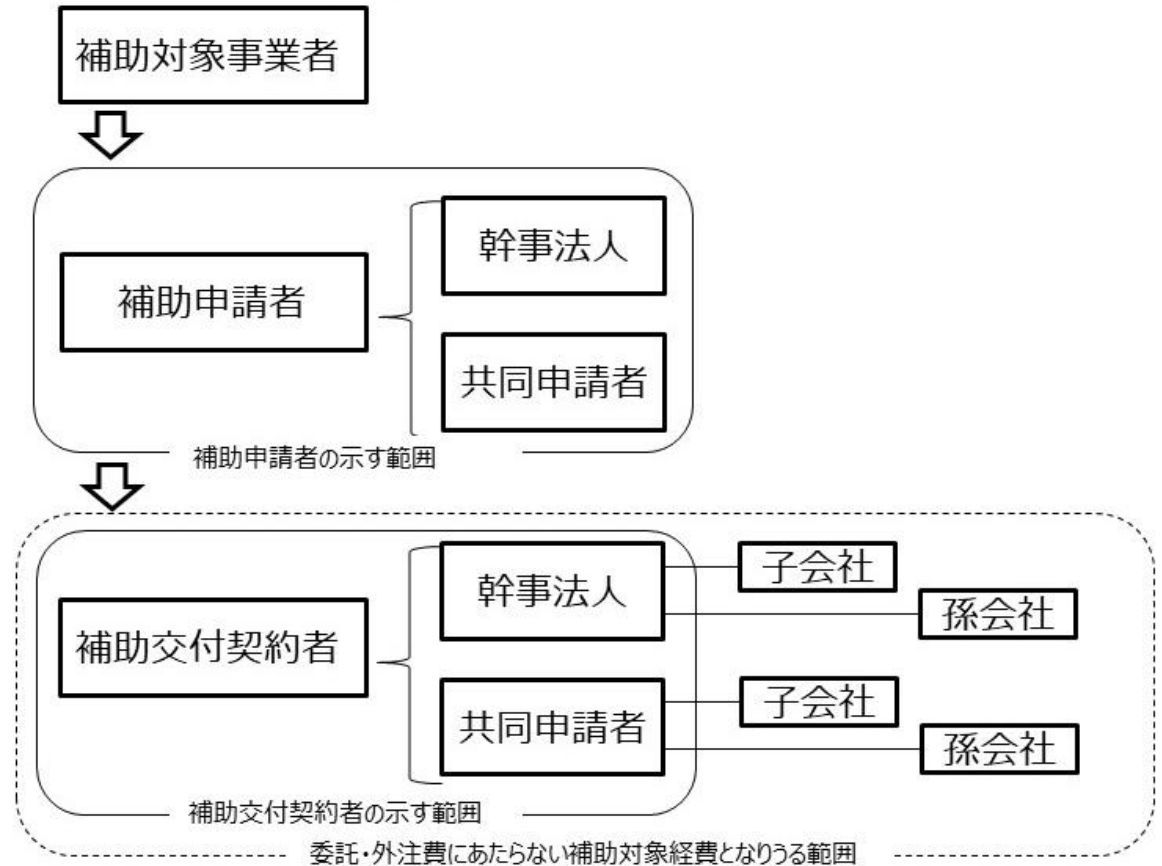 補助対象事業者
補助申請者
幹事法人
共同申請者
補助申請者の示す範囲
補助交付契約者
幹事法人
子会社
孫会社
共同申請者
子会社
孫会社
補助交付契約者の示す範囲
委託・外注費にあたらない補助対象経費となりうる範囲